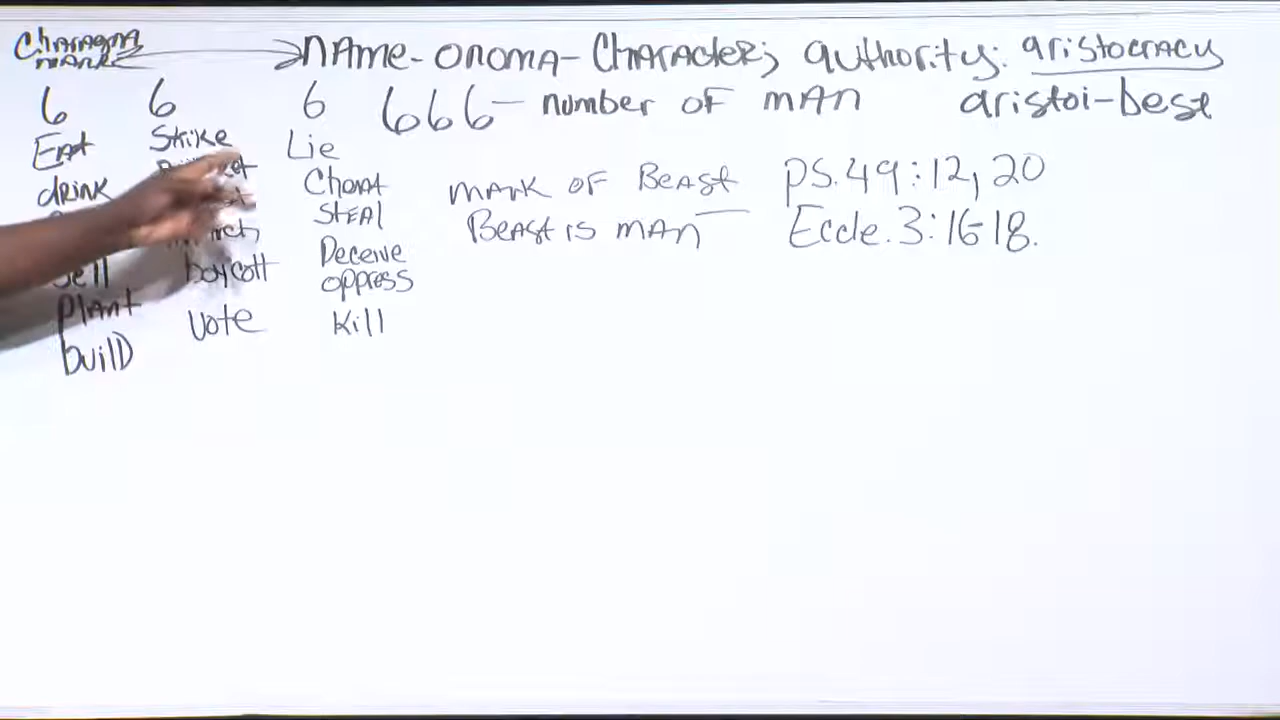 Charagma
mark → name - onoma - Character; authority: aristocracy
6 6 6 666 - number of man aristoi - best
Eat Strike Lie
drink Cheat mark of Beast Ps. 49:12, 20
STEAL Beast is man Eccle. 3:16-18.
Deceive
sell boycott oppress
plant vote Kill
build